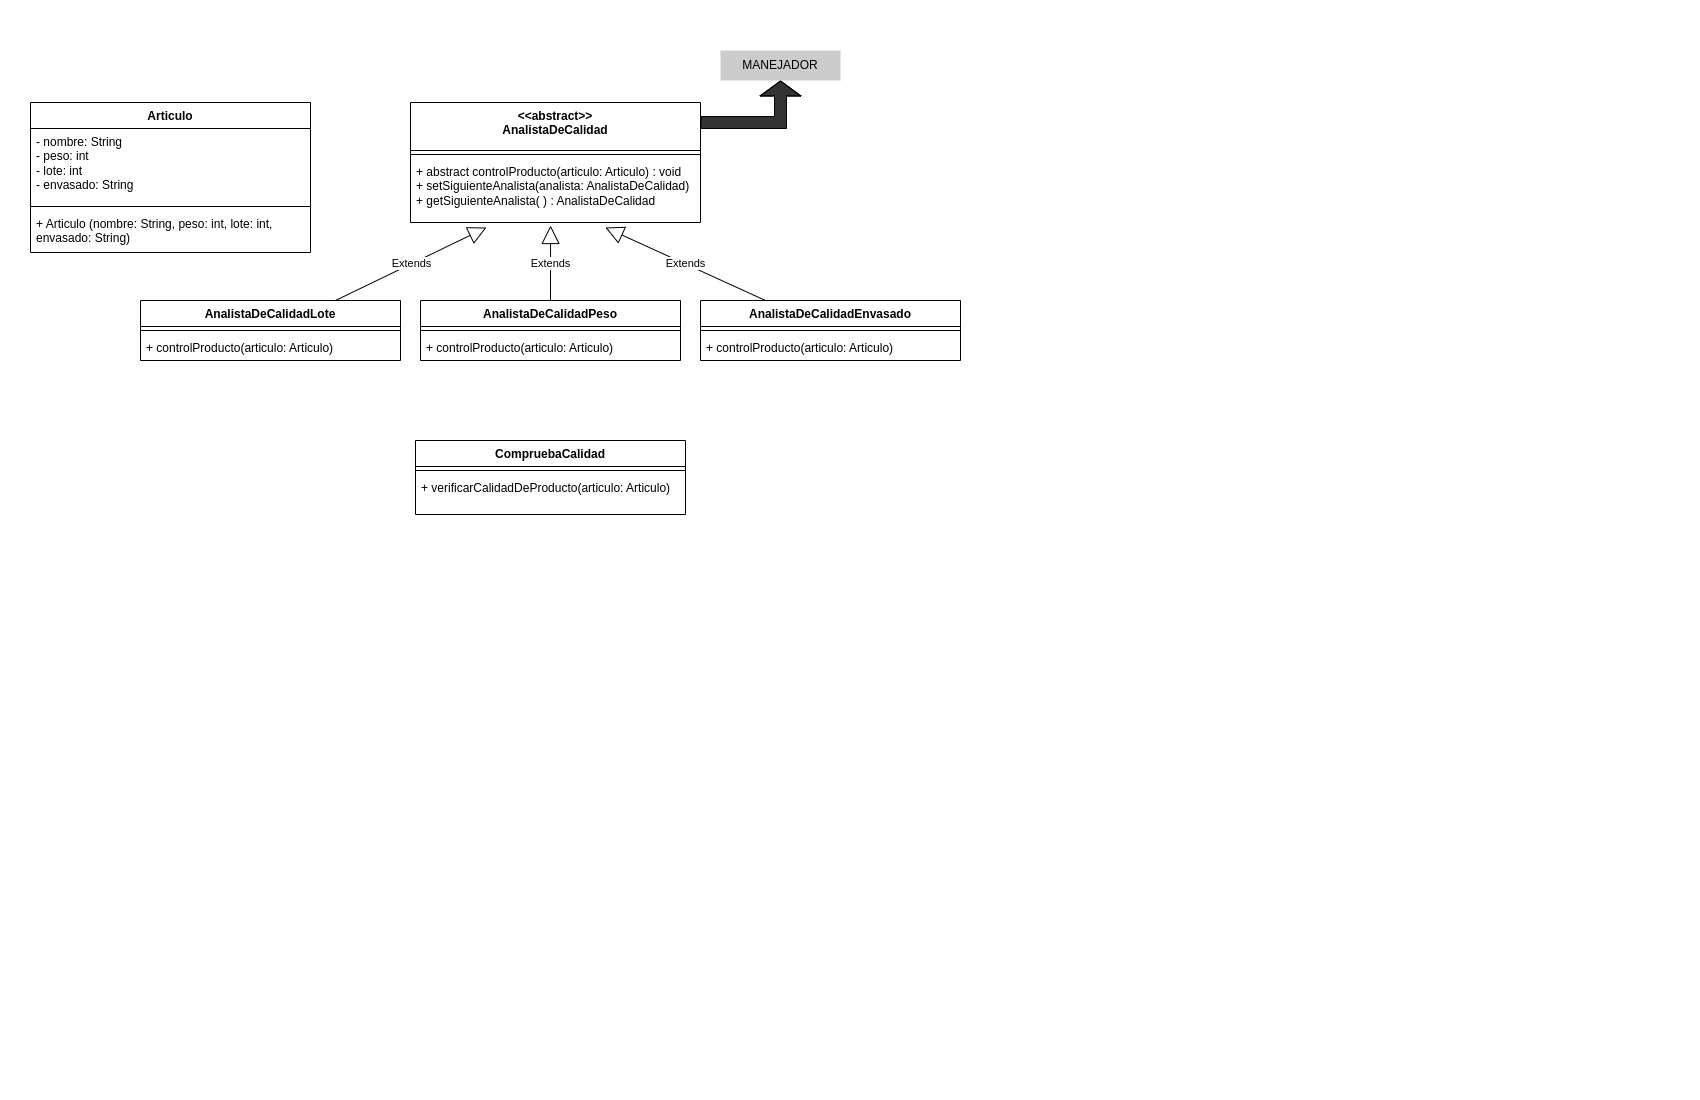 MANEJADOR
Articulo
- nombre: String
- peso: int
- lote: int
- envasado: String
+ Articulo (nombre: String, peso: int, lote: int,
envasado: String)
<<abstract>>
AnalistaDeCalidad
+ abstract controlProducto(articulo: Articulo) : void
+ setSiguienteAnalista(analista: AnalistaDeCalidad)
+ getSiguienteAnalista( ) : AnalistaDeCalidad
Extends
Extends
Extends
AnalistaDeCalidadLote
+ controlProducto(articulo: Articulo)
AnalistaDeCalidadPeso
+ controlProducto(articulo: Articulo)
AnalistaDeCalidadEnvasado
+ controlProducto(articulo: Articulo)
CompruebaCalidad
+ verificarCalidadDeProducto(articulo: Articulo)